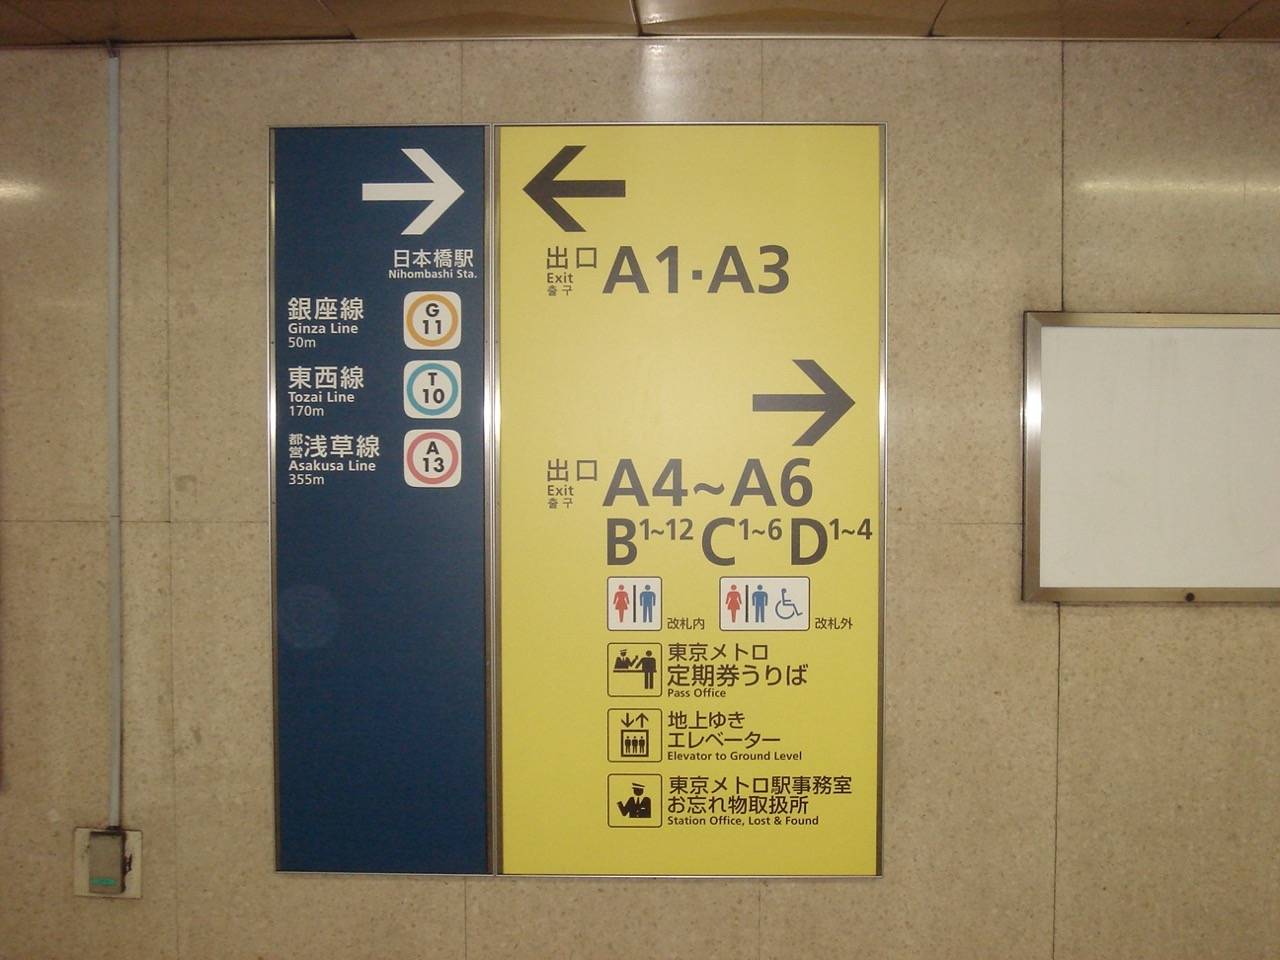 日本橋駅
Nihombashi Sta.
銀座線
Ginza Line
50m
G
11
東西線
Tozai Line
170m
T
10
都営浅草線
Asakusa Line
355m
A
13
出口 A1・A3
Exit
출구
出口 A4~A6
Exit
출구
B1~12 C1~6 D1~4
改札内 改札外
東京メトロ
定期券うりば
Pass Office
地上ゆき
エレベーター
Elevator to Ground Level
東京メトロ駅事務室
お忘れ物取扱所
Station Office, Lost & Found